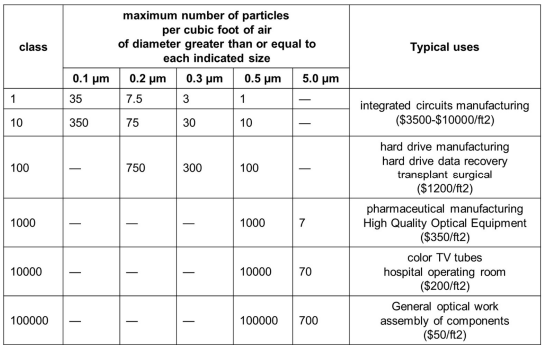 class
maximum number of particles
per cubic foot of air
of diameter greater than or equal to
each indicated size
Typical uses
0.1 µm 0.2 µm 0.3 µm 0.5 µm 5.0 µm
1 35 7.5 3 1 —
10 350 75 30 10 —
integrated circuits manufacturing
($3500-$10000/ft2)
100 — 750 300 100 —
hard drive manufacturing
hard drive data recovery
transplant surgical
($1200/ft2)
1000 — — — 1000 7
pharmaceutical manufacturing
High Quality Optical Equipment
($350/ft2)
10000 — — — 10000 70
color TV tubes
hospital operating room
($200/ft2)
100000 — — — 100000 700
General optical work
assembly of components
($50/ft2)